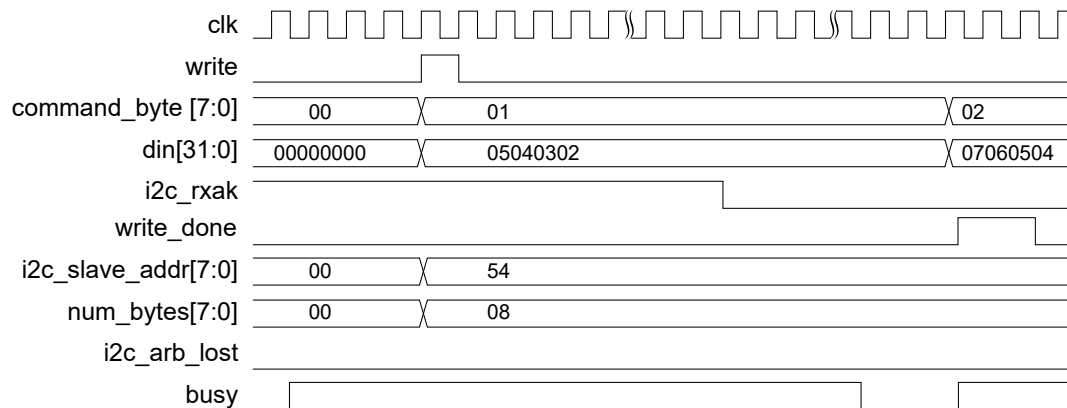 clk
write
command_byte [7:0] 00 01 02
din[31:0] 00000000 05040302 07060504
i2c_rxak
write_done
i2c_slave_addr[7:0] 00 54
num_bytes[7:0] 00 08
i2c_arb_lost
busy